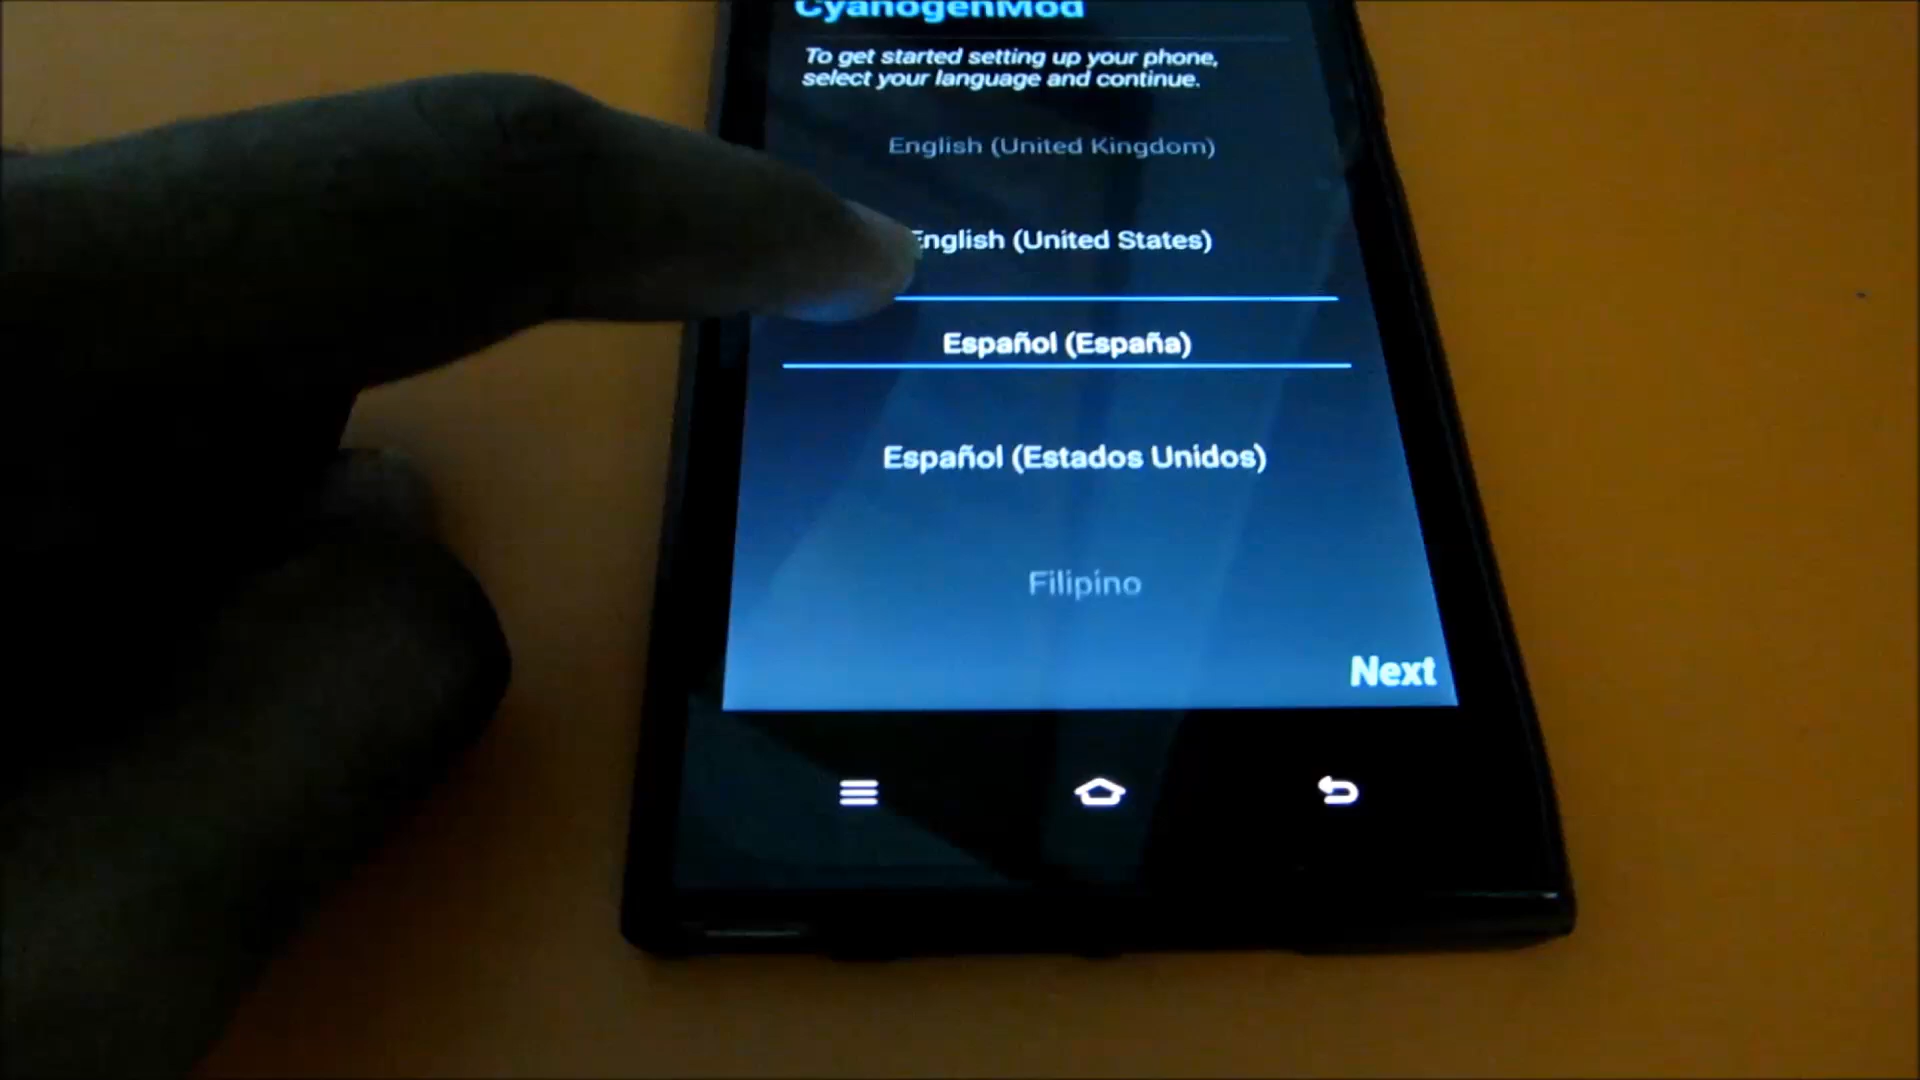 CyanogenMod
To get started setting up your phone,
select your language and continue.
English (United Kingdom)
English (United States)
Español (España)
Español (Estados Unidos)
Filipino
Next